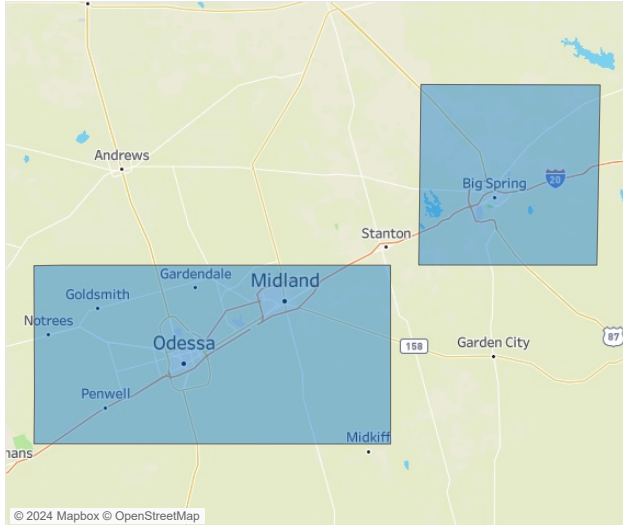 Andrews
Big Spring
20
Stanton
Gardendale
Midland
Goldsmith
Notrees
Odessa
158
Garden City
87
Penwell
Midkiff
© 2024 Mapbox © OpenStreetMap